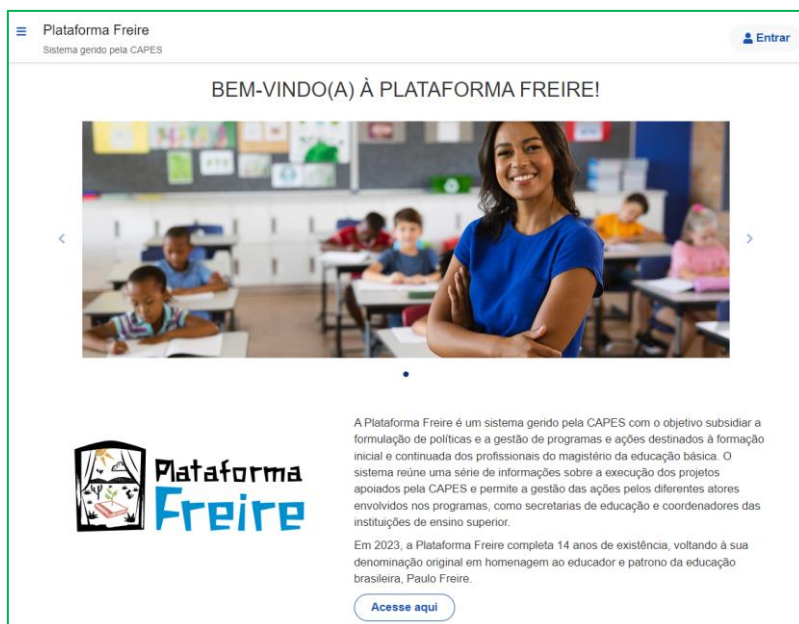 Plataforma Freire
Sistema gerido pela CAPES
Entrar
BEM-VINDO(A) À PLATAFORMA FREIRE!
Plataforma
Freire
A Plataforma Freire é um sistema gerido pela CAPES com o objetivo subsidiar a
formulação de políticas e a gestão de programas e ações destinados à formação
inicial e continuada dos profissionais do magistério da educação básica. O
sistema reúne uma série de informações sobre a execução dos projetos
apoiados pela CAPES e permite a gestão das ações pelos diferentes atores
envolvidos nos programas, como secretarias de educação e coordenadores das
instituições de ensino superior.
Em 2023, a Plataforma Freire completa 14 anos de existência, voltando à sua
denominação original em homenagem ao educador e patrono da educação
brasileira, Paulo Freire.
Acesse aqui